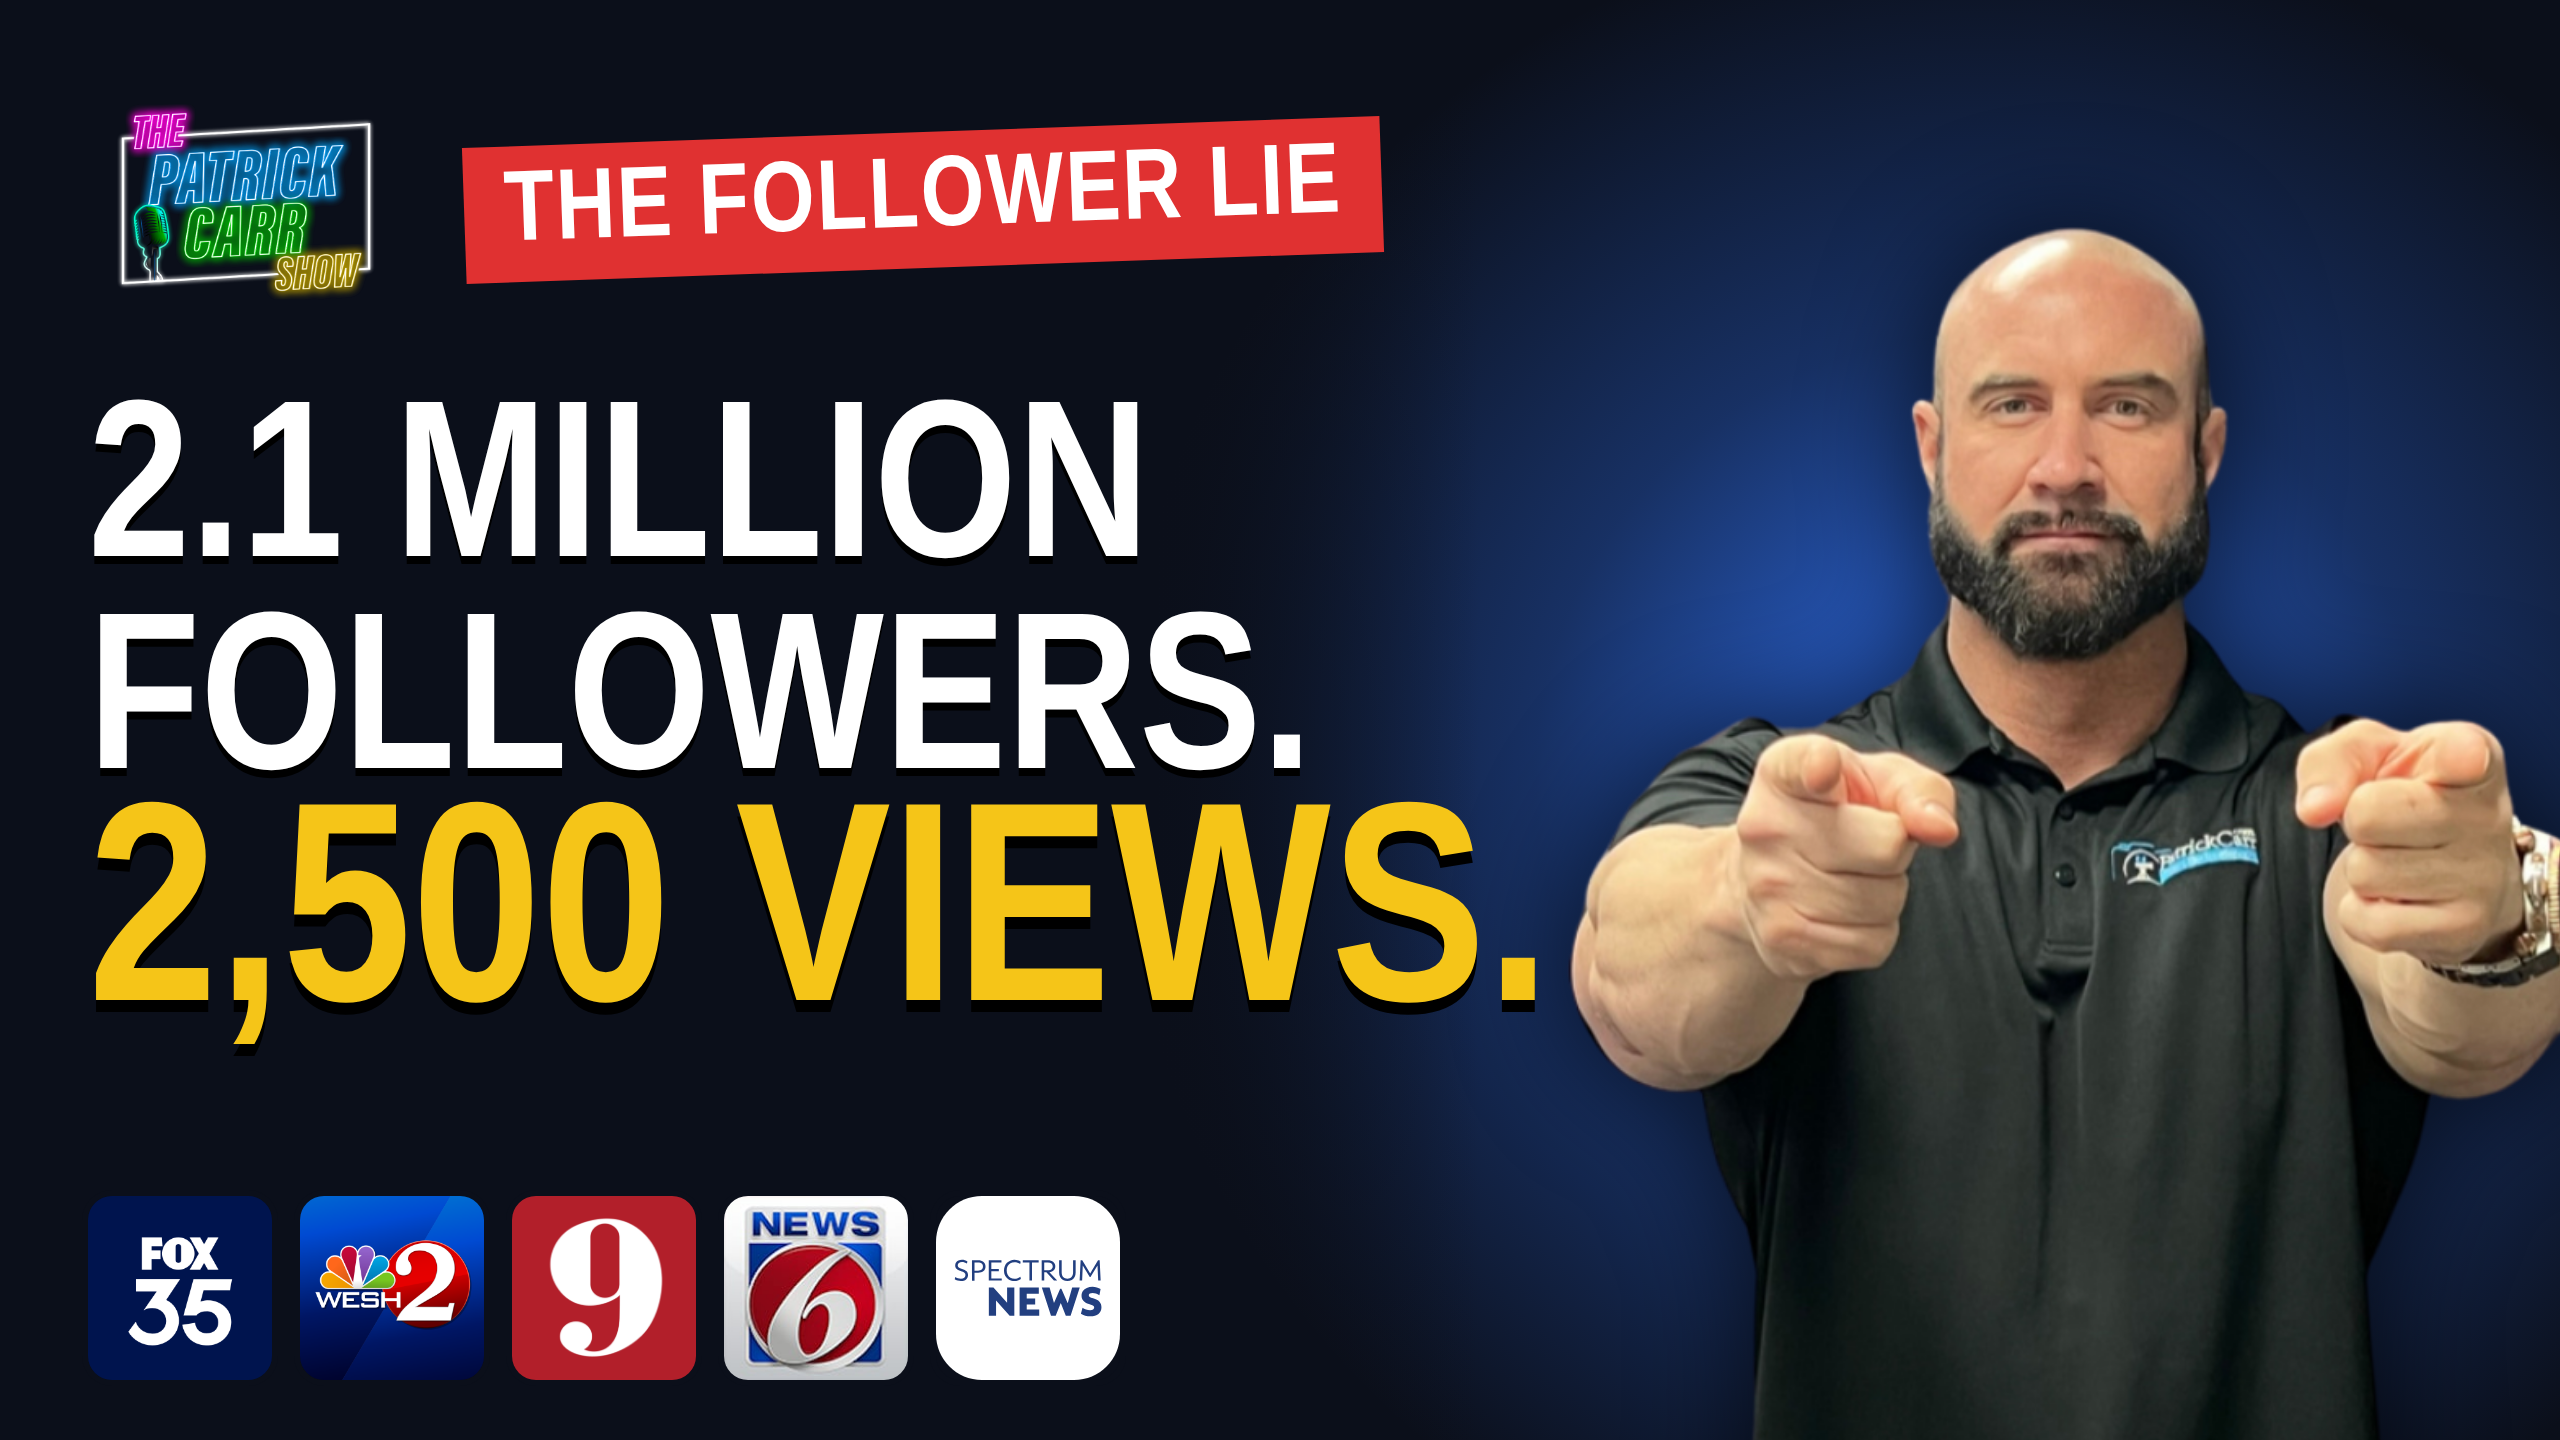 THE
PATRICK
CARR
SHOW
THE FOLLOWER LIE
2.1 MILLION
FOLLOWERS.
2,500 VIEWS.
PatrickCarr
FOX
35
WESH 2
9
NEWS
6
SPECTRUM
NEWS